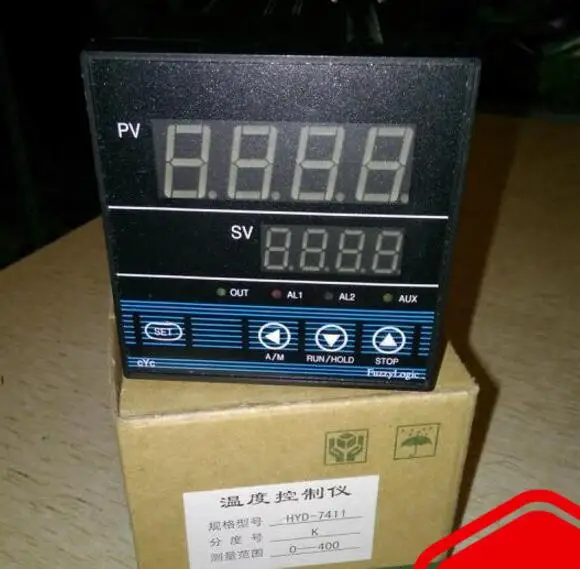 PV
SV
OUT AL1 AL2 AUX
SET
A/M RUN/HOLD STOP
cYc FuzzyLogic
温度控制仪
规格型号 HYD-7411
分度号 K
测量范围 0—400